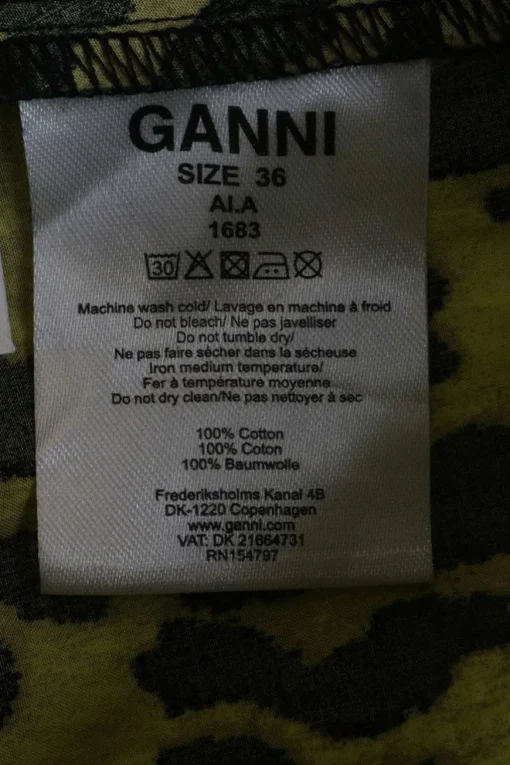 GANNI
SIZE 36
AI.A
1683
30
Machine wash cold/ Lavage en machine à froid
Do not bleach/ Ne pas javelliser
Do not tumble dry/
Ne pas faire sécher dans la sécheuse
Iron medium temperature/
Fer à température moyenne
Do not dry clean/Ne pas nettoyer à sec
100% Cotton
100% Coton
100% Baumwolle
Frederiksholms Kanal 4B
DK-1220 Copenhagen
www.ganni.com
VAT: DK 21664731
RN154797